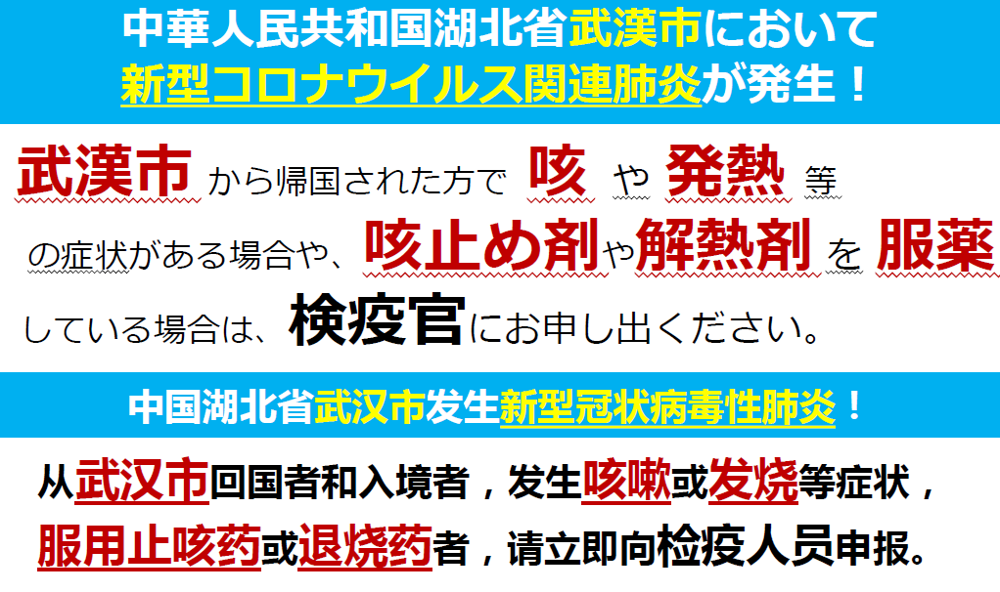 中華人民共和国湖北省武漢市において
新型コロナウイルス関連肺炎が発生！
武漢市から帰国された方で 咳 や 発熱 等
の症状がある場合や、咳止め剤や解熱剤 を 服薬
している場合は、検疫官にお申し出ください。
中国湖北省武汉市发生新型冠状病毒性肺炎！
从武汉市回国者和入境者，发生咳嗽或发烧等症状，
服用止咳药或退烧药者，请立即向检疫人员申报。